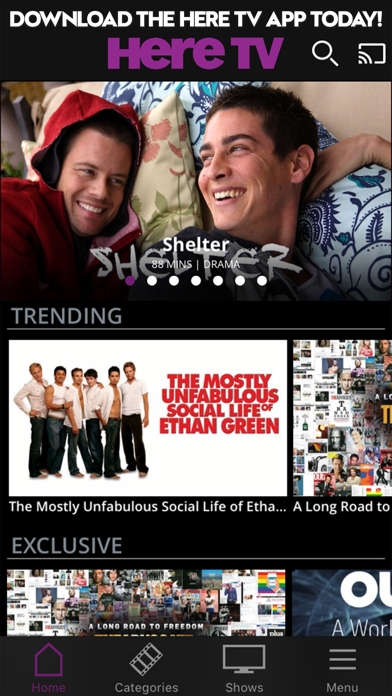 DOWNLOAD THE HERE TV APP TODAY!
Here TV
SHELTER
Shelter
88 MINS | DRAMA
TRENDING
THE MOSTLY
UNFABULOUS
SOCIAL LIFE OF
ETHAN GREEN
The Mostly Unfabulous Social Life of Etha...
A Long Road to
EXCLUSIVE
A LONG ROAD TO FREEDOM
OU
A Worl
Home
Categories
Shows
Menu